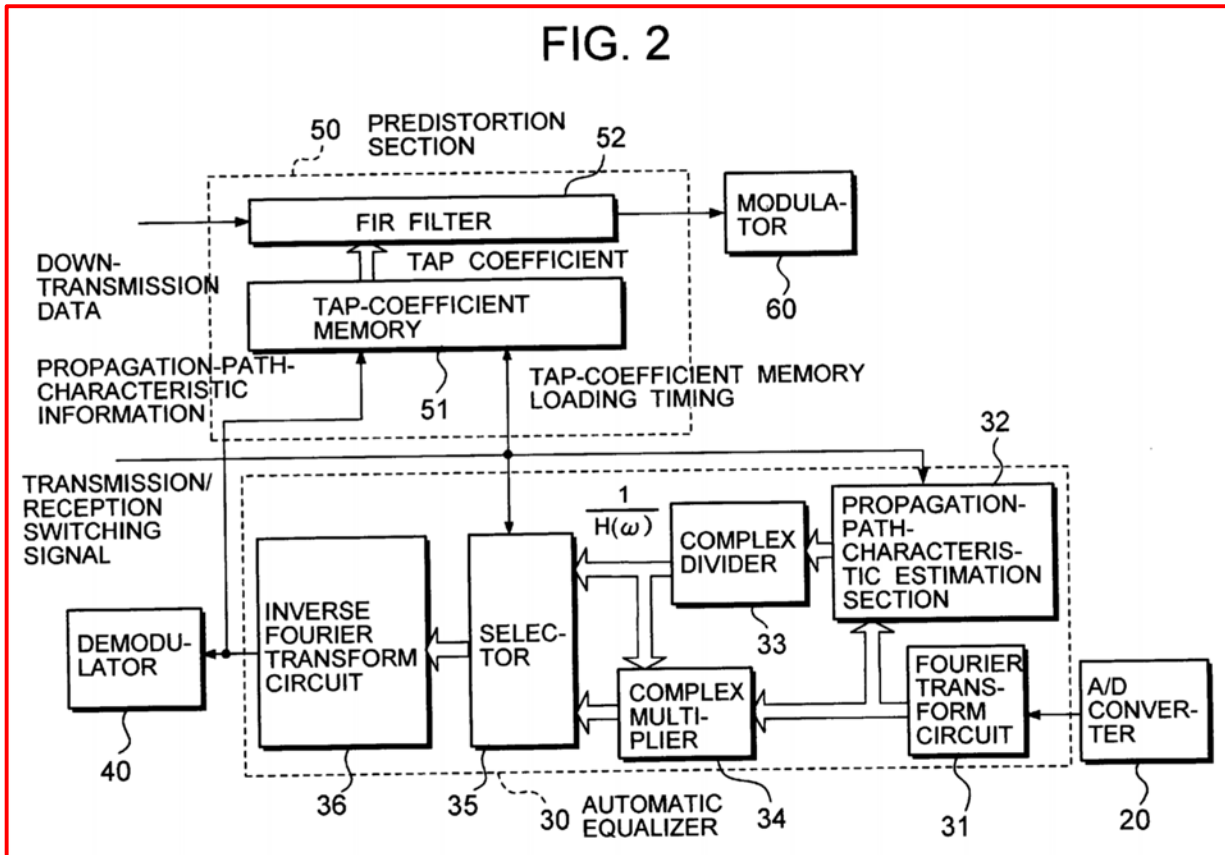 FIG. 2
50
PREDISTORTION
SECTION
52
FIR FILTER
MODULA-
TOR
60
DOWN-
TRANSMISSION
DATA
TAP COEFFICIENT
TAP-COEFFICIENT
MEMORY
51
PROPAGATION-PATH-
CHARACTERISTIC
INFORMATION
TAP-COEFFICIENT MEMORY
LOADING TIMING
32
TRANSMISSION/
RECEPTION
SWITCHING
SIGNAL
1
H(ω)
COMPLEX
DIVIDER
33
PROPAGATION-
PATH-
CHARACTERIS-
TIC ESTIMATION
SECTION
DEMODU-
LATOR
40
INVERSE
FOURIER
TRANSFORM
CIRCUIT
36
SELEC-
TOR
35
COMPLEX
MULTI-
PLIER
34
FOURIER
TRANS-
FORM
CIRCUIT
31
A/D
CONVER-
TER
20
30
AUTOMATIC
EQUALIZER